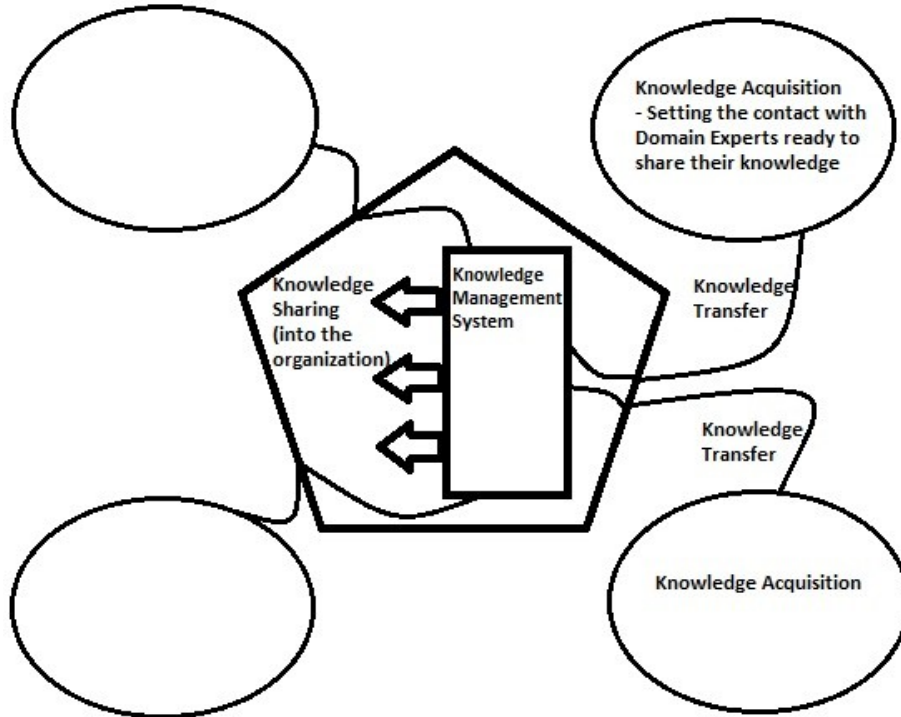 Knowledge Acquisition
- Setting the contact with
Domain Experts ready to
share their knowledge
Knowledge
Sharing
(into the
organization)
Knowledge
Management
System
Knowledge
Transfer
Knowledge
Transfer
Knowledge Acquisition